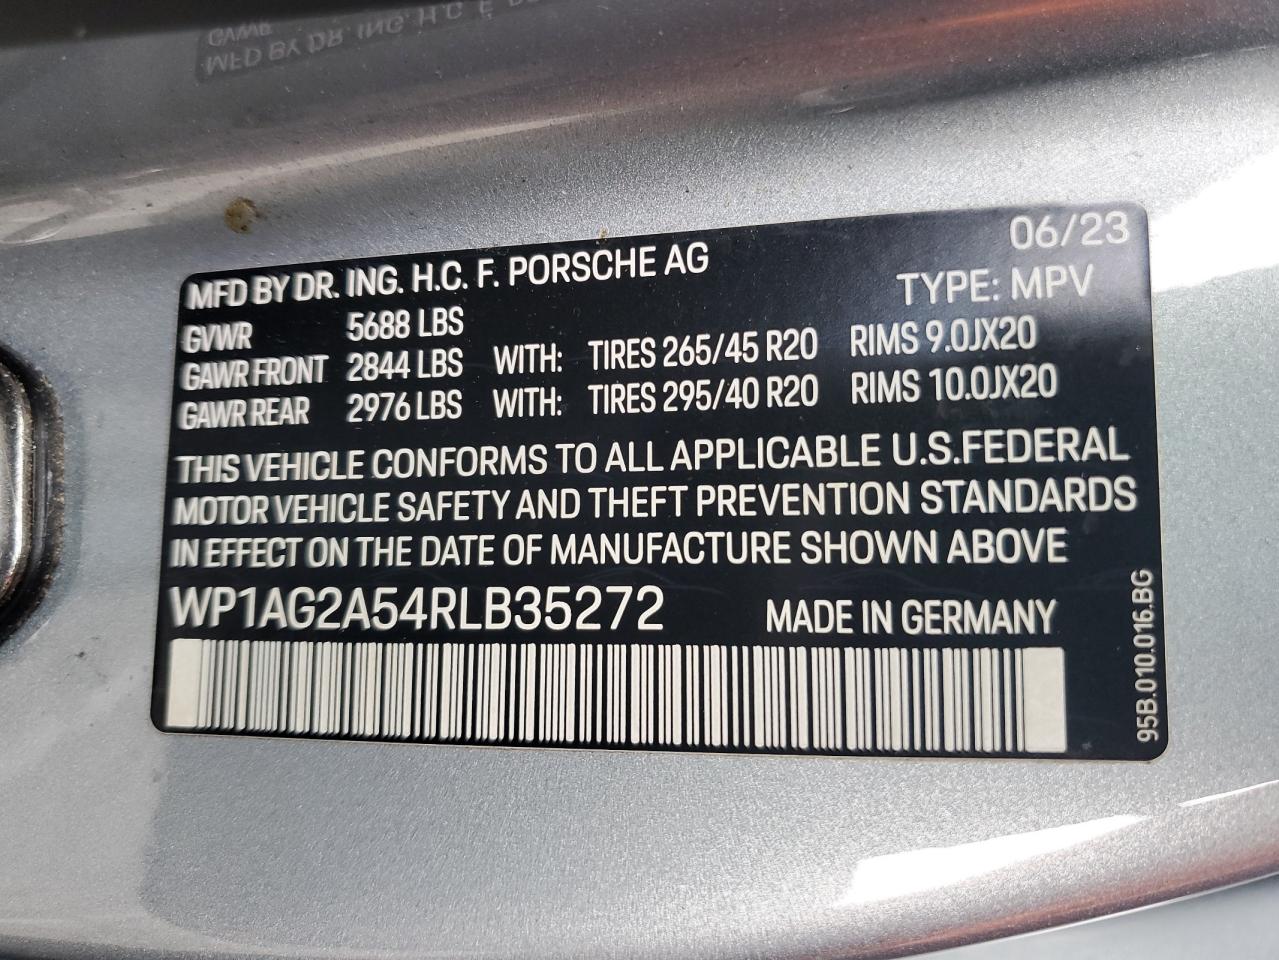 06/23
MFD BY DR. ING. H.C. F. PORSCHE AG
TYPE: MPV
GVWR 5688 LBS
GAWR FRONT 2844 LBS WITH: TIRES 265/45 R20 RIMS 9.0JX20
GAWR REAR 2976 LBS WITH: TIRES 295/40 R20 RIMS 10.0JX20
THIS VEHICLE CONFORMS TO ALL APPLICABLE U.S.FEDERAL
MOTOR VEHICLE SAFETY AND THEFT PREVENTION STANDARDS
IN EFFECT ON THE DATE OF MANUFACTURE SHOWN ABOVE
WP1AG2A54RLB35272 MADE IN GERMANY
95B.010.016.BG